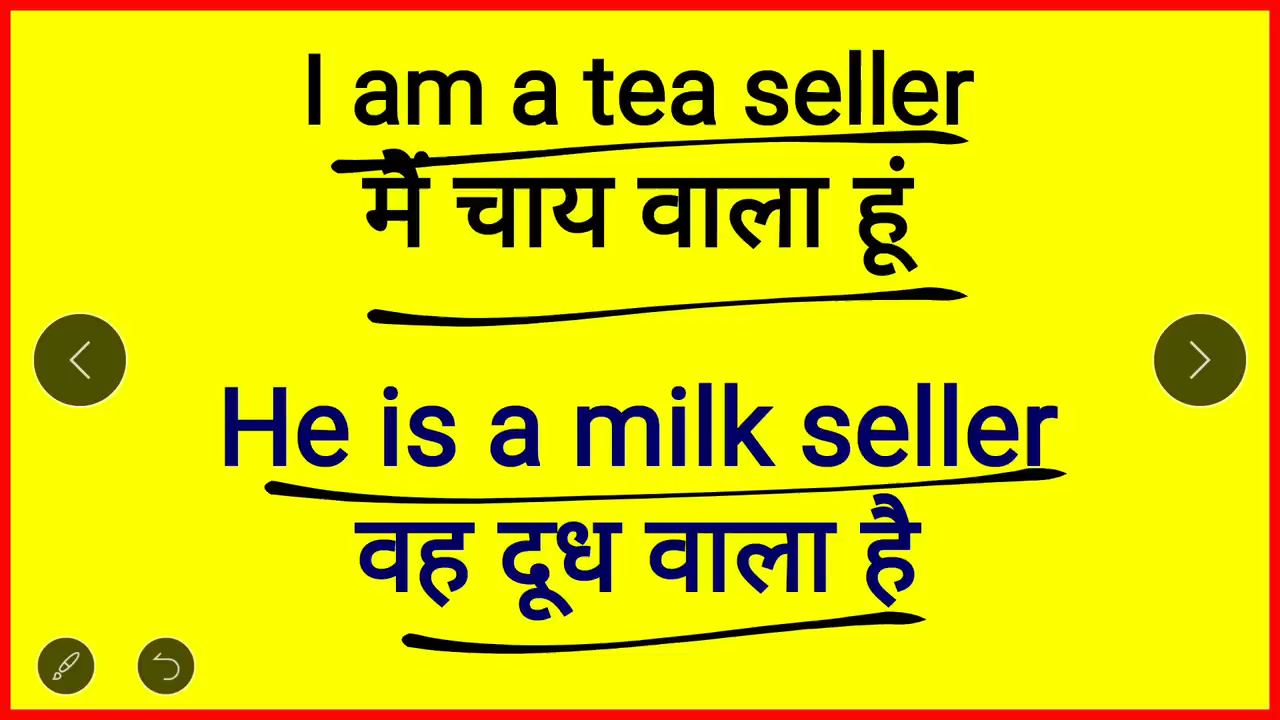 I am a tea seller
मैं चाय वाला हूं
He is a milk seller
वह दूध वाला है